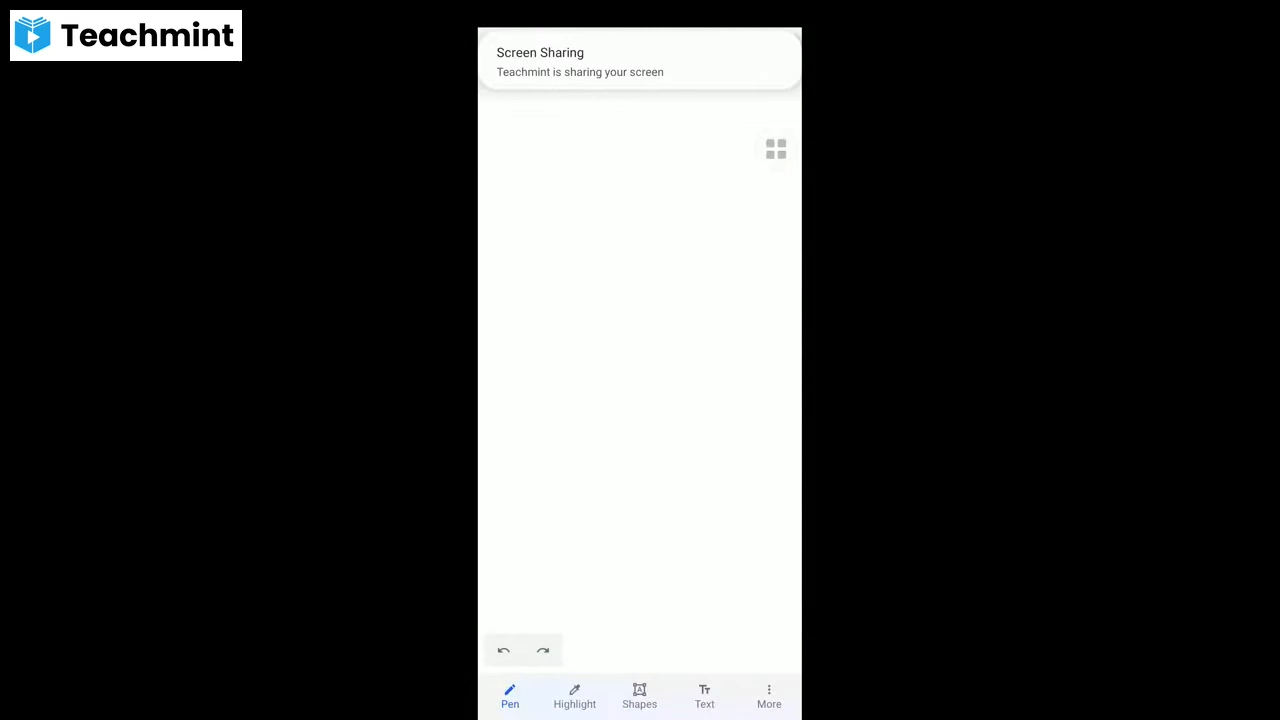 Teachmint
Screen Sharing
Teachmint is sharing your screen
Pen
Highlight
Shapes
Text
More